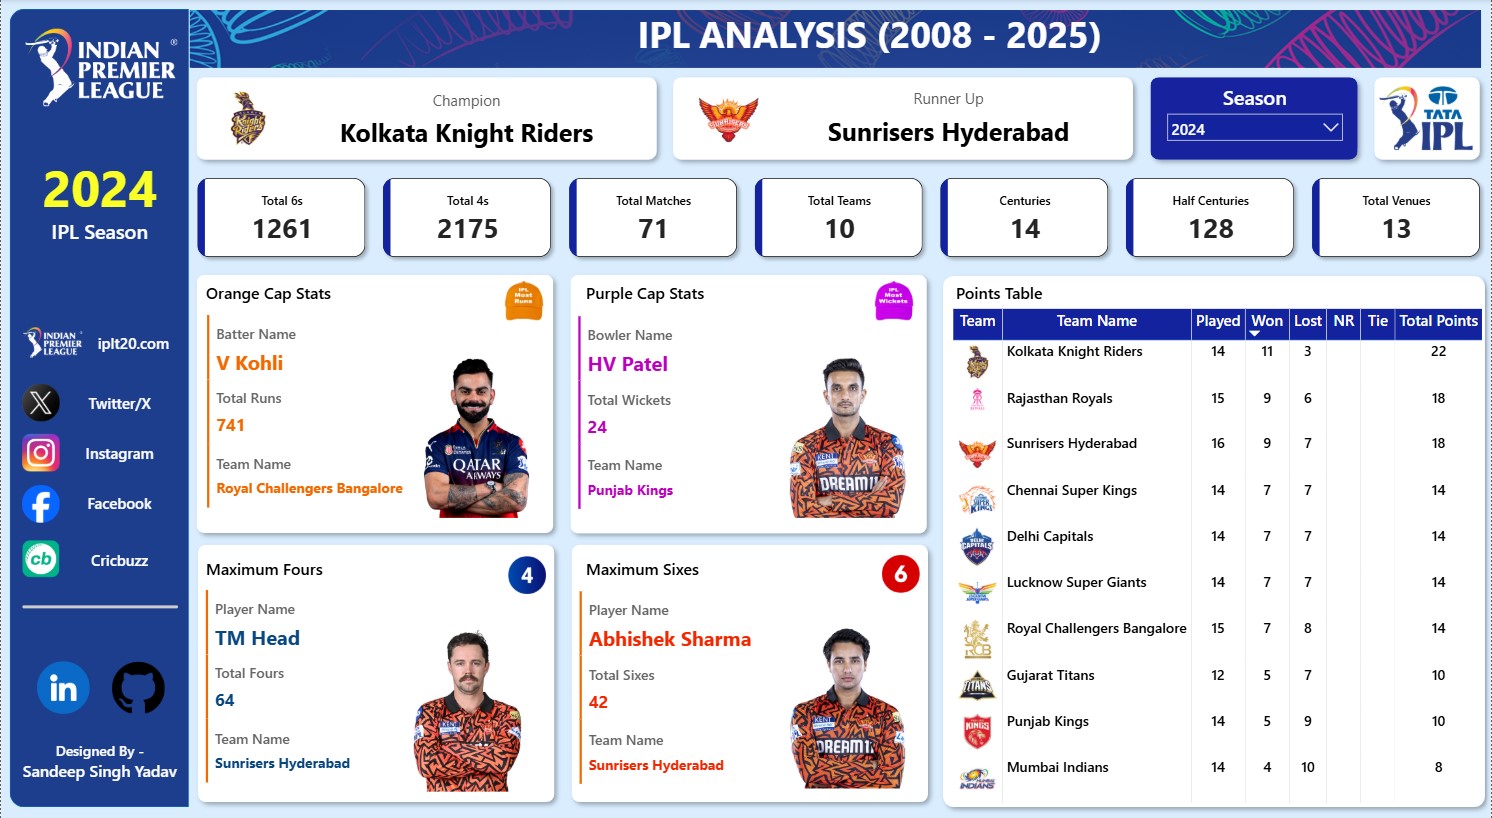 INDIAN
PREMIER
LEAGUE
IPL ANALYSIS (2008 - 2025)
Champion
Kolkata Knight Riders
Runner Up
Sunrisers Hyderabad
Season
2024
TATA
IPL
2024
IPL Season
Total 6s
1261
Total 4s
2175
Total Matches
71
Total Teams
10
Centuries
14
Half Centuries
128
Total Venues
13
INDIAN
PREMIER
LEAGUE
iplt20.com
Twitter/X
Instagram
Facebook
cb
Cricbuzz
in
Designed By -
Sandeep Singh Yadav
Orange Cap Stats
IPL
Most
Runs
Batter Name
V Kohli
Total Runs
741
Team Name
Royal Challengers Bangalore
QATAR
AIRWAYS
Purple Cap Stats
IPL
Most
Wickets
Bowler Name
HV Patel
Total Wickets
24
Team Name
Punjab Kings
KENT
DREAM11
Maximum Fours
4
Player Name
TM Head
Total Fours
64
Team Name
Sunrisers Hyderabad
KENT
Maximum Sixes
6
Player Name
Abhishek Sharma
Total Sixes
42
Team Name
Sunrisers Hyderabad
KENT
DREAM11
Points Table
Team Team Name Played Won Lost NR Tie Total Points
Kolkata Knight Riders 14 11 3 22
Rajasthan Royals 15 9 6 18
Sunrisers Hyderabad 16 9 7 18
Chennai Super Kings 14 7 7 14
Delhi Capitals 14 7 7 14
Lucknow Super Giants 14 7 7 14
Royal Challengers Bangalore 15 7 8 14
Gujarat Titans 12 5 7 10
Punjab Kings 14 5 9 10
Mumbai Indians 14 4 10 8